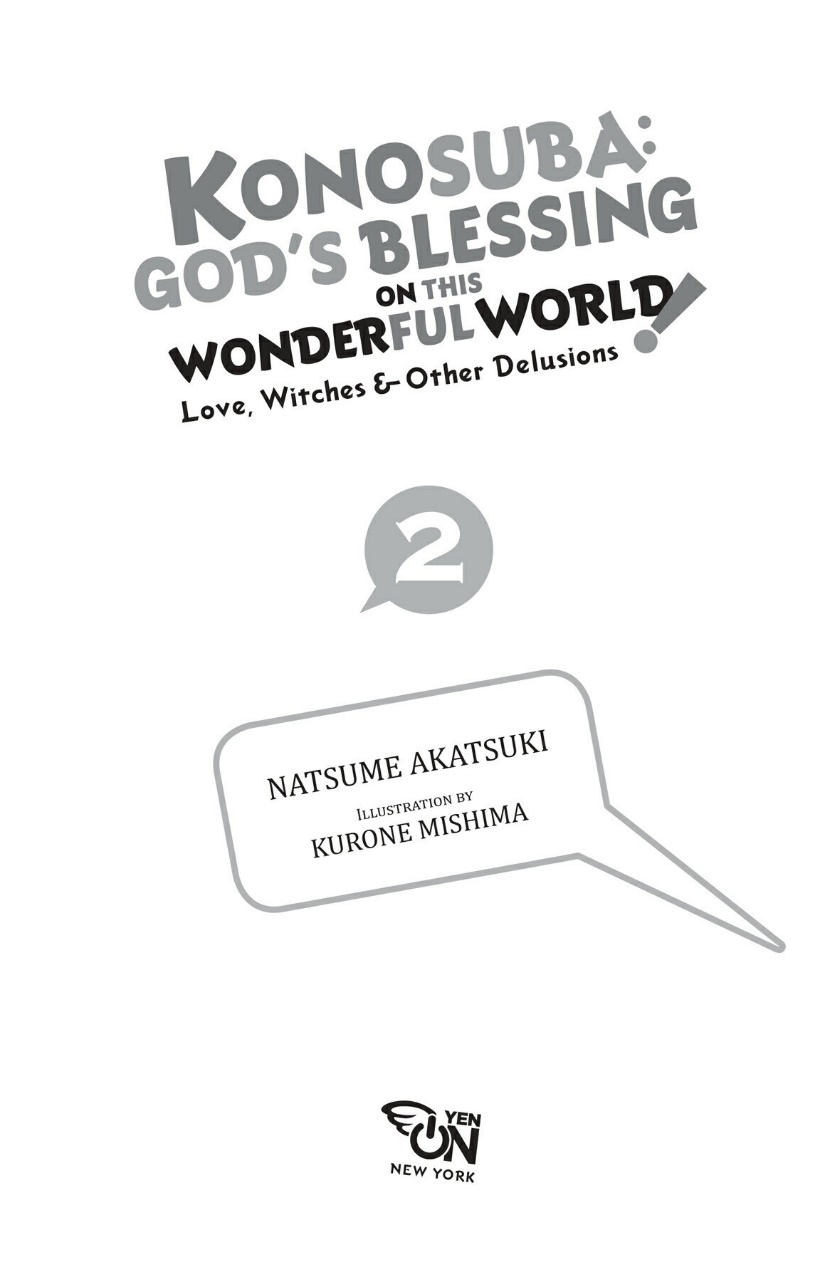 KONOSUBA:
GOD'S BLESSING
ON THIS
WONDERFUL WORLD!
Love, Witches & Other Delusions
2
NATSUME AKATSUKI
ILLUSTRATION BY
KURONE MISHIMA
YEN
ON
NEW YORK